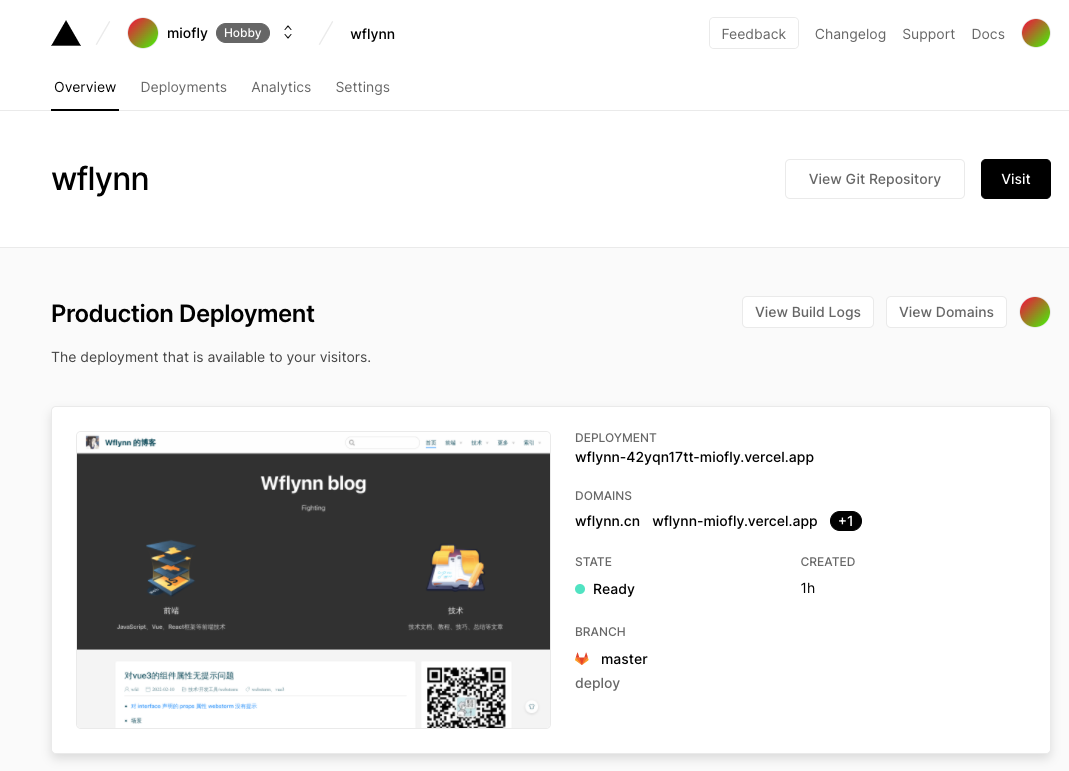 miofly Hobby wflynn Feedback Changelog Support Docs
Overview Deployments Analytics Settings
wflynn View Git Repository Visit
Production Deployment View Build Logs View Domains
The deployment that is available to your visitors.
Wflynn 的博客 首页 前端 技术 更多 索引
Wflynn blog
Fighting
前端
JavaScript、Vue、React框架等前端技术
技术
技术文档、教程、技巧、总结等文章
对vue3的组件属性无提示问题
对 interface 声明的 props 属性 webstorm 没有提示
场景
DEPLOYMENT
wflynn-42yqn17tt-miofly.vercel.app
DOMAINS
wflynn.cn wflynn-miofly.vercel.app +1
STATE CREATED
Ready 1h
BRANCH
master
deploy